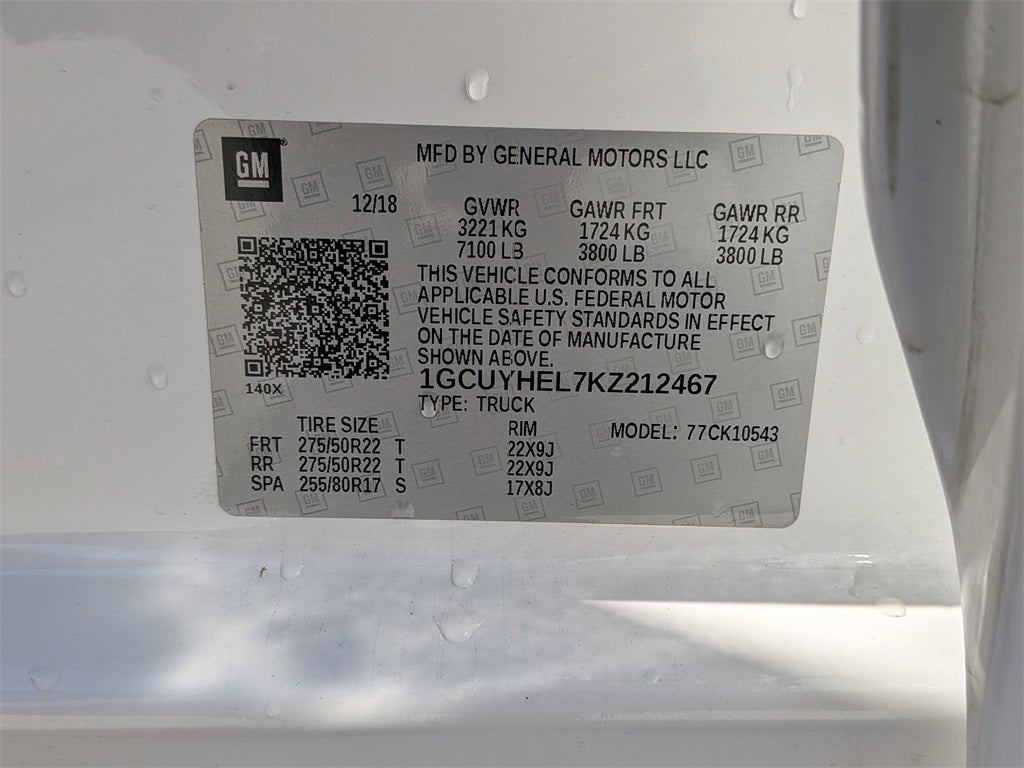 GM
MFD BY GENERAL MOTORS LLC
12/18
GVWR GAWR FRT GAWR RR
3221 KG 1724 KG 1724 KG
7100 LB 3800 LB 3800 LB
THIS VEHICLE CONFORMS TO ALL
APPLICABLE U.S. FEDERAL MOTOR
VEHICLE SAFETY STANDARDS IN EFFECT
ON THE DATE OF MANUFACTURE
SHOWN ABOVE.
140X
1GCUYHEL7KZ212467
TYPE: TRUCK
TIRE SIZE RIM MODEL: 77CK10543
FRT 275/50R22 T 22X9J
RR 275/50R22 T 22X9J
SPA 255/80R17 S 17X8J